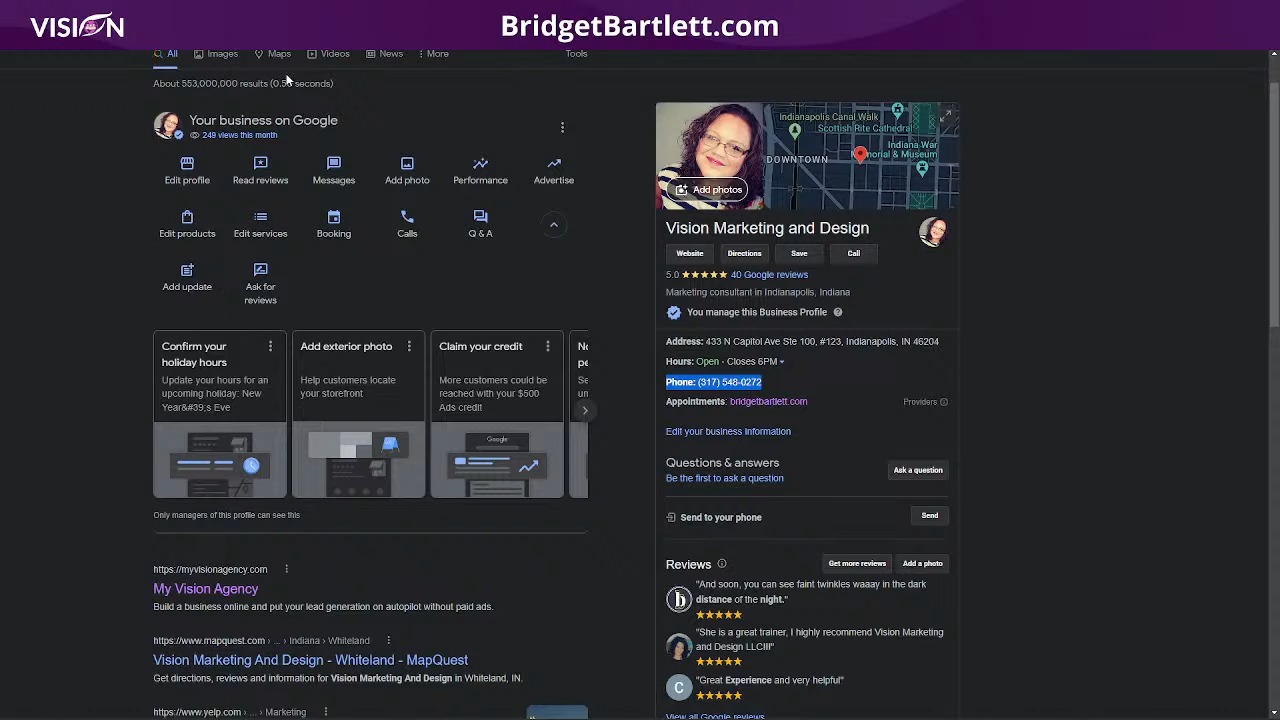 VISION
BridgetBartlett.com
All
Images
Maps
Videos
News
More
Tools
About 553,000,000 results (0.5 seconds)
Your business on Google
249 views this month
Edit profile
Read reviews
Messages
Add photo
Performance
Advertise
Edit products
Edit services
Booking
Calls
Q & A
Add update
Ask for
reviews
Confirm your
holiday hours
Update your hours for an
upcoming holiday: New
Year&#39;s Eve
Add exterior photo
Help customers locate
your storefront
Claim your credit
More customers could be
reached with your $500
Ads credit
Google
Only managers of this profile can see this
https://myvisionagency.com
My Vision Agency
Build a business online and put your lead generation on autopilot without paid ads.
https://www.mapquest.com › ... › Indiana › Whiteland
Vision Marketing And Design - Whiteland - MapQuest
Get directions, reviews and information for Vision Marketing And Design in Whiteland, IN.
https://www.yelp.com › ... › Marketing
Indianapolis Canal Walk
Scottish Rite Cathedral
Indiana War
Memorial & Museum
DOWNTOWN
Add photos
Vision Marketing and Design
Website
Directions
Save
Call
5.0 ★★★★★ 40 Google reviews
Marketing consultant in Indianapolis, Indiana
You manage this Business Profile
Address: 433 N Capitol Ave Ste 100, #123, Indianapolis, IN 46204
Hours: Open · Closes 6PM
Phone: (317) 548-0272
Appointments: bridgetbartlett.com
Providers
Edit your business information
Questions & answers
Be the first to ask a question
Ask a question
Send to your phone
Send
Reviews
Get more reviews
Add a photo
"And soon, you can see faint twinkles waaay in the dark
distance of the night."
"She is a great trainer, I highly recommend Vision Marketing
and Design LLC!!!"
C
"Great Experience and very helpful"
View all Google reviews